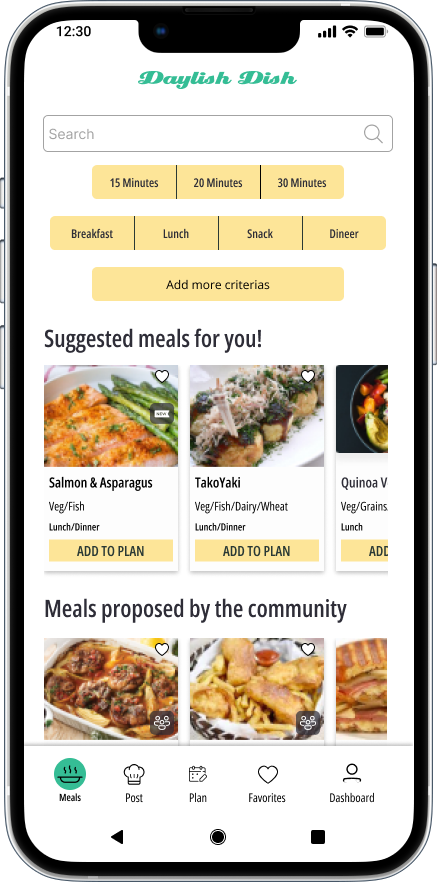 12:30
Daylish Dish
Search
15 Minutes 20 Minutes 30 Minutes
Breakfast Lunch Snack Dineer
Add more criterias
Suggested meals for you!
NEW
Salmon & Asparagus TakoYaki Quinoa V
Veg/Fish Veg/Fish/Dairy/Wheat Veg/Grains
Lunch/Dinner Lunch/Dinner Lunch
ADD TO PLAN ADD TO PLAN ADD
Meals proposed by the community
Meals Post Plan Favorites Dashboard